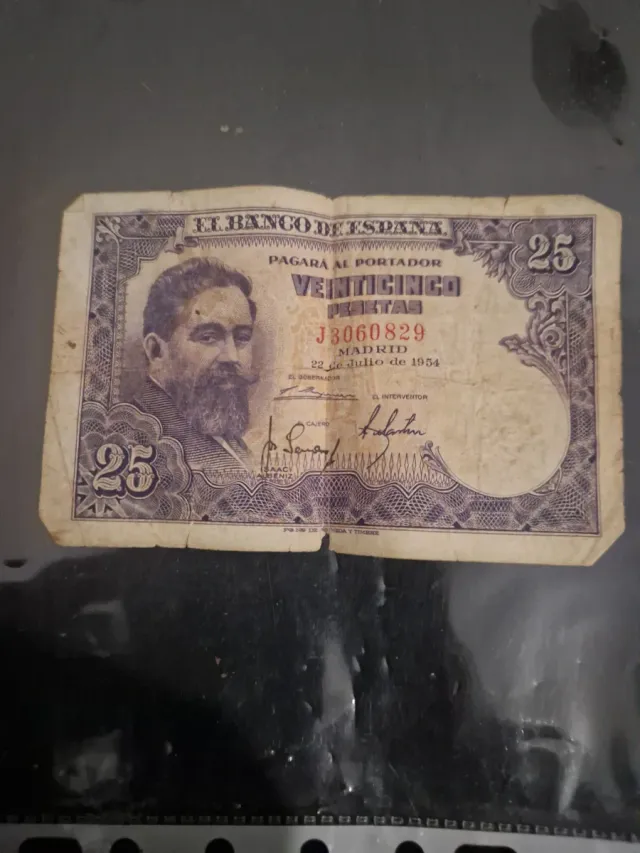 EL BANCO DE ESPAÑA
25
PAGARÁ AL PORTADOR
VEINTICINCO
PESETAS
J3060829
MADRID
22 de Julio de 1954
EL GOBERNADOR
EL INTERVENTOR
CAJERO
ISAAC
ALBENIZ
25